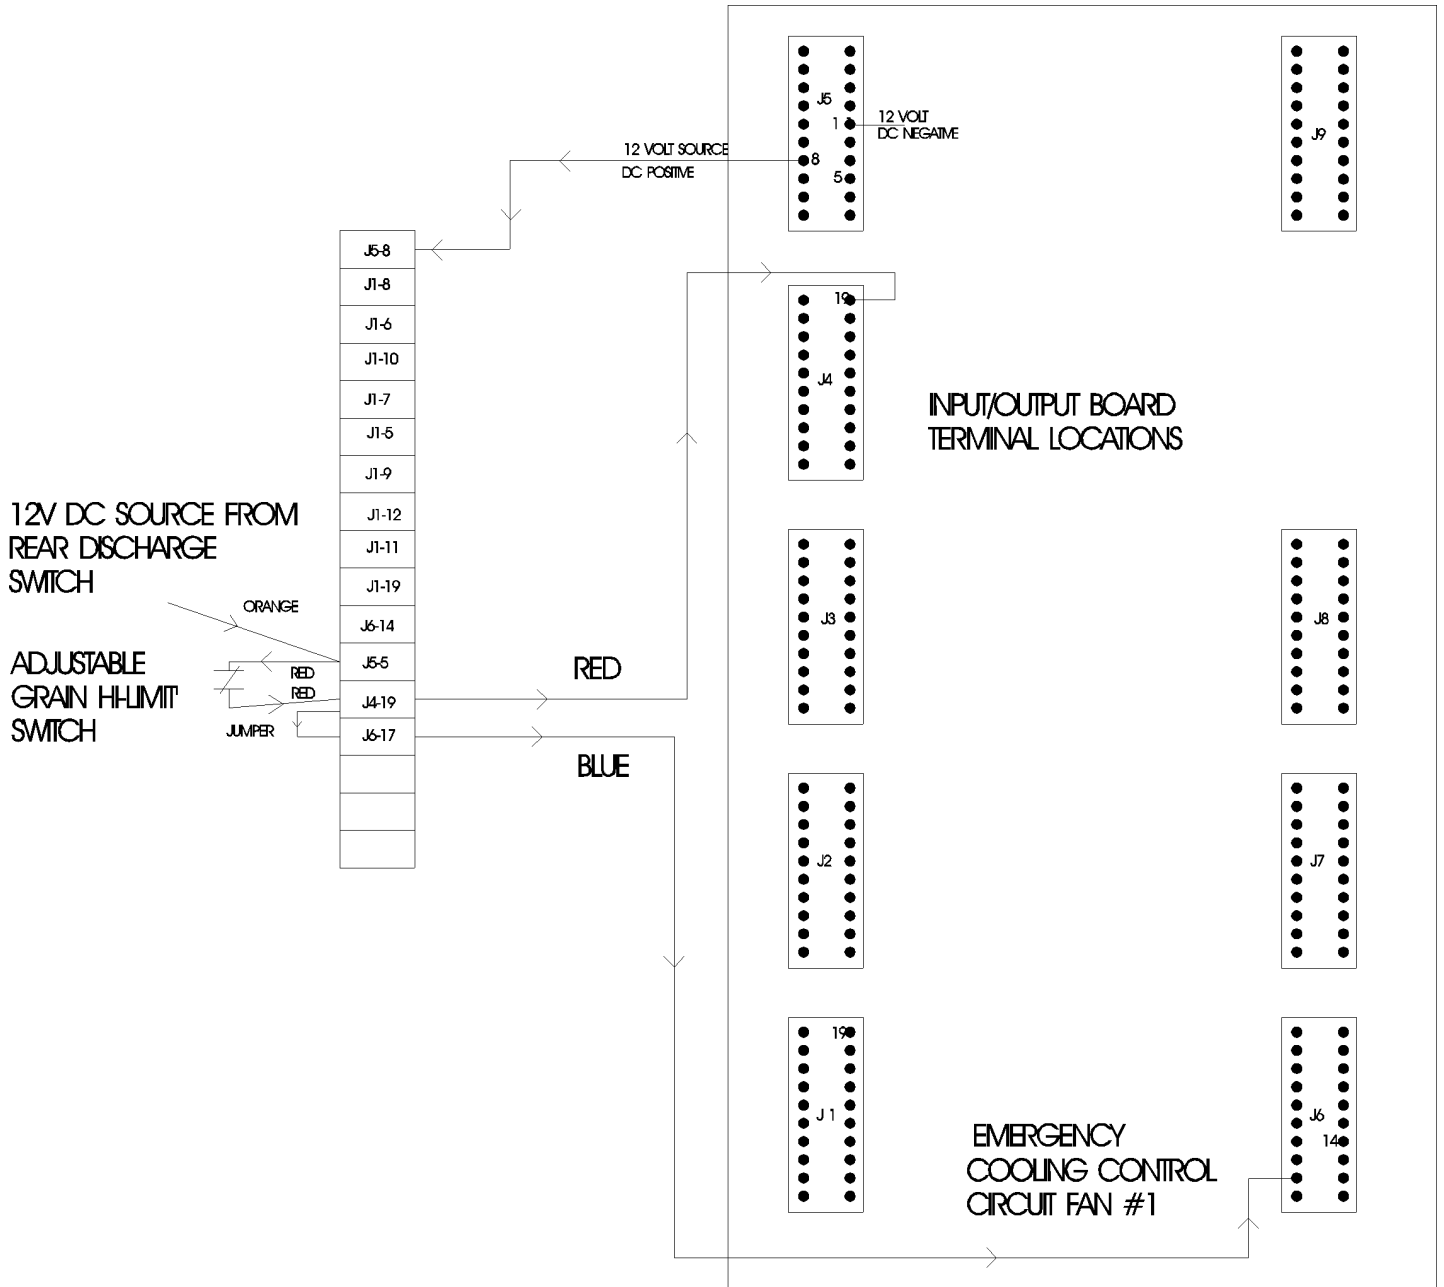 J5
1 1
12 VOLT
DC NEGATIVE
8
5
J9
12 VOLT SOURCE
DC POSITIVE
J5-8
J1-8
J1-6
J1-10
J1-7
J1-5
J1-9
J1-12
J1-11
J1-19
J6-14
J5-5
J4-19
J6-17
19
J4
INPUT/OUTPUT BOARD
TERMINAL LOCATIONS
12V DC SOURCE FROM
REAR DISCHARGE
SWITCH
ORANGE
ADJUSTABLE
GRAIN HI-LIMIT
SWITCH
RED
RED
JUMPER
RED
BLUE
J3
J8
J2
J7
19
J 1
J6
14
EMERGENCY
COOLING CONTROL
CIRCUIT FAN #1